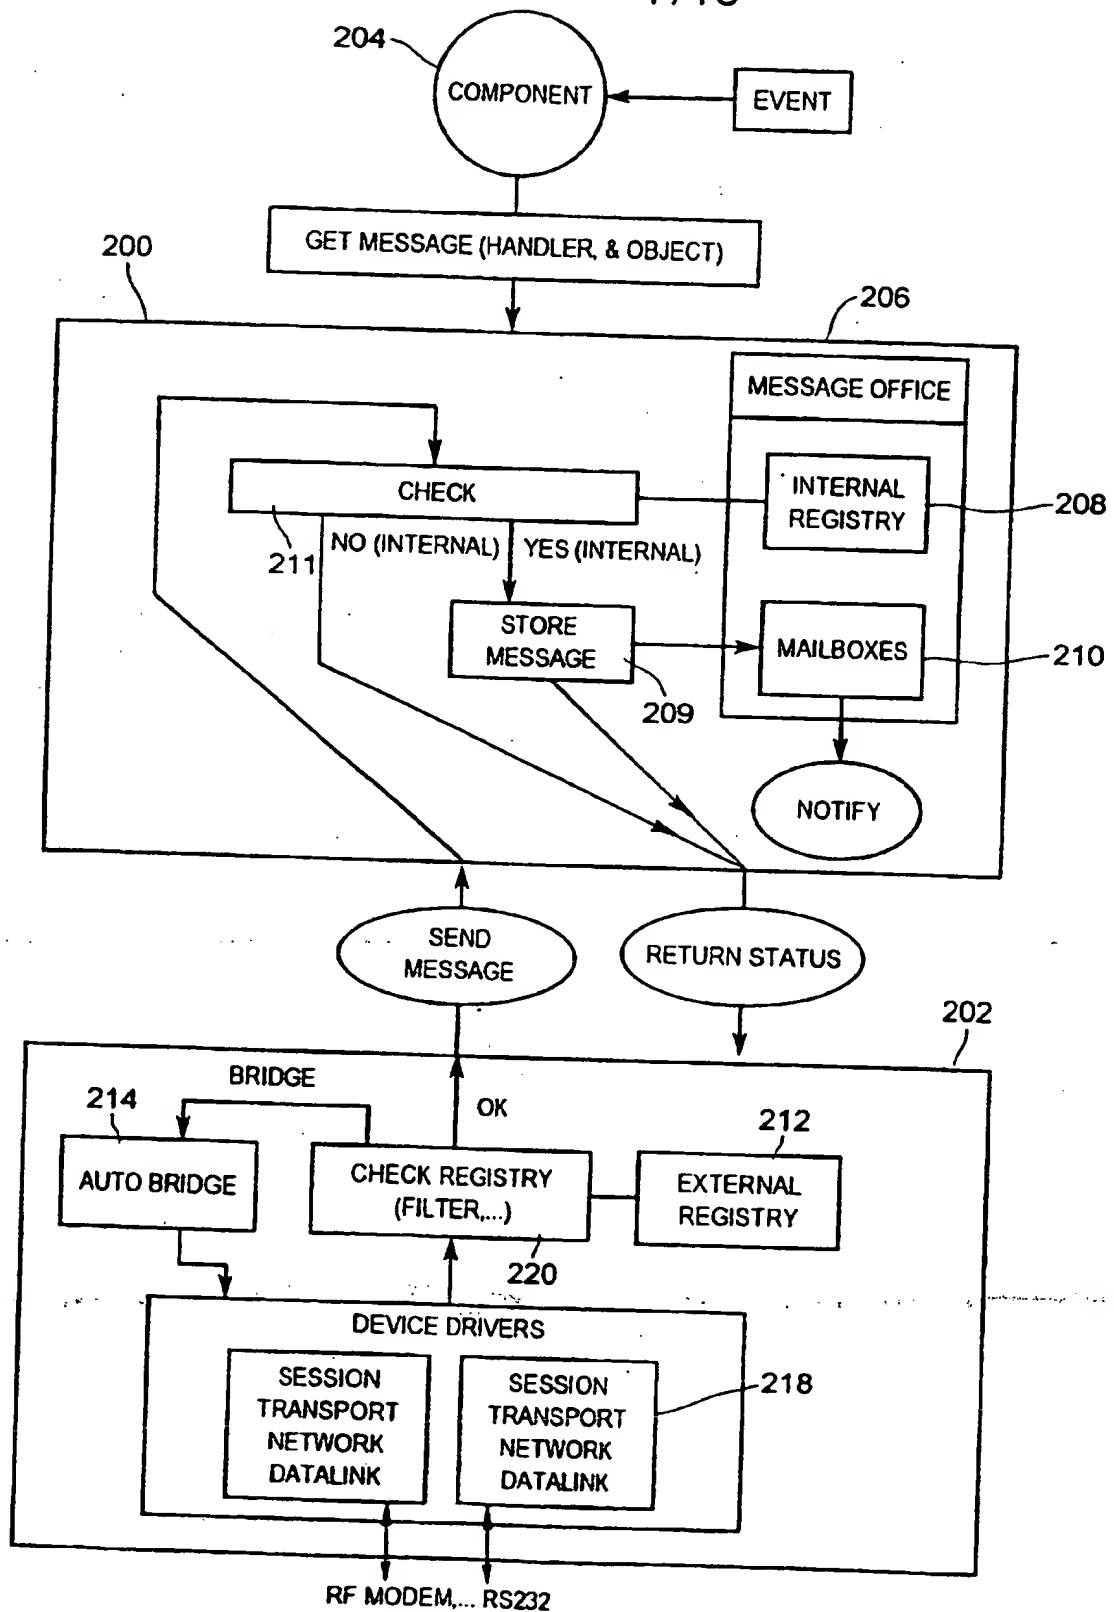 204
COMPONENT
EVENT
GET MESSAGE (HANDLER, & OBJECT)
200
206
MESSAGE OFFICE
CHECK
INTERNAL
REGISTRY
208
211
NO (INTERNAL)
YES (INTERNAL)
STORE
MESSAGE
209
MAILBOXES
210
NOTIFY
SEND
MESSAGE
RETURN STATUS
202
BRIDGE
OK
214
AUTO BRIDGE
CHECK REGISTRY
(FILTER,...)
220
212
EXTERNAL
REGISTRY
DEVICE DRIVERS
SESSION
TRANSPORT
NETWORK
DATALINK
SESSION
TRANSPORT
NETWORK
DATALINK
218
RF MODEM,... RS232